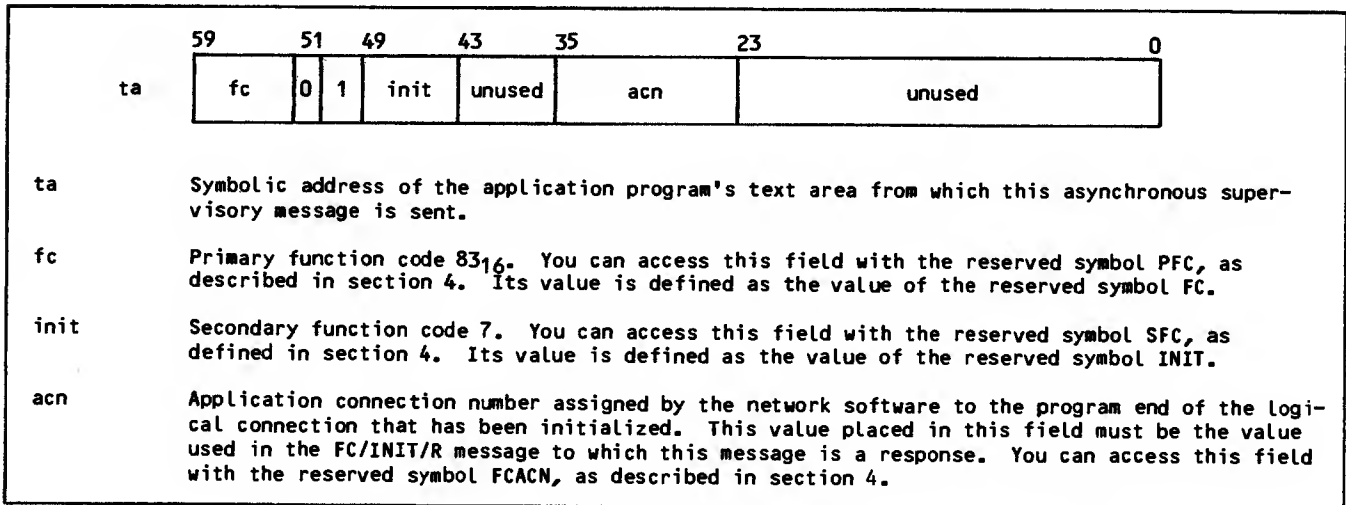 59 51 49 43 35 23 0
ta fc 0 1 init unused acn unused
ta Symbolic address of the application program's text area from which this asynchronous super-
visory message is sent.
fc Primary function code 83₁₆. You can access this field with the reserved symbol PFC, as
described in section 4. Its value is defined as the value of the reserved symbol FC.
init Secondary function code 7. You can access this field with the reserved symbol SFC, as
defined in section 4. Its value is defined as the value of the reserved symbol INIT.
acn Application connection number assigned by the network software to the program end of the logi-
cal connection that has been initialized. This value placed in this field must be the value
used in the FC/INIT/R message to which this message is a response. You can access this field
with the reserved symbol FCACN, as described in section 4.